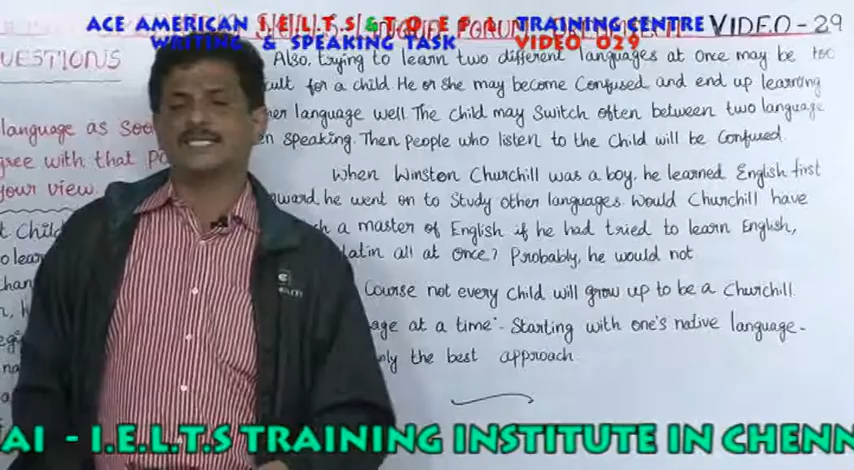 ACE AMERICAN I E L T S & T O E F L TRAINING CENTRE
VIDEO - 29
WRITING & SPEAKING TASK VIDEO 029
UESTIONS
language as soo
gree with that po
your view.
t Child
o lear
Also, trying to learn two different languages at once may be too
cult for a child. He or she may become Confused and end up learning
her language well The child may Switch often between two language
en speaking. Then people who listen to the child will be Confused.
When Winston Churchill was a boy, he learned English first
ward, he went on to Study other languages. Would Churchill have
h a master of English if he had tried to learn English,
Latin all at once? Probably, he would not
Course not every child will grow up to be a Churchill
age at a time - Starting with one's native language -
nly the best approach
AI - I.E.L.T.S TRAINING INSTITUTE IN CHENN